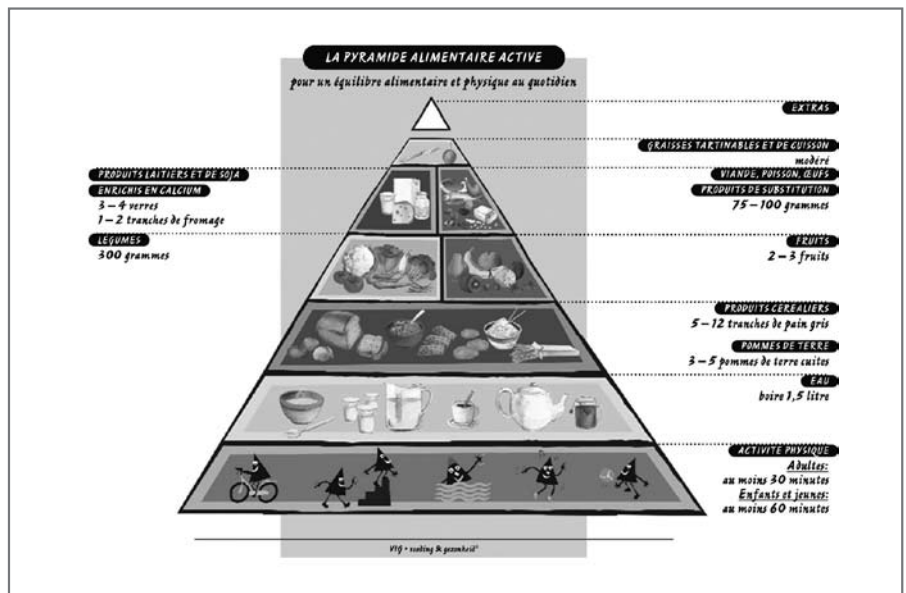 LA PYRAMIDE ALIMENTAIRE ACTIVE
pour un équilibre alimentaire et physique au quotidien
EXTRAS
GRAISSES TARTINABLES ET DE CUISSON
modéré
PRODUITS LAITIERS ET DE SOJA
ENRICHIS EN CALCIUM
3 – 4 verres
1 – 2 tranches de fromage
VIANDE, POISSON, ŒUFS
PRODUITS DE SUBSTITUTION
75 – 100 grammes
LÉGUMES
300 grammes
FRUITS
2 – 3 fruits
PRODUITS CÉRÉALIERS
5 – 12 tranches de pain gris
POMMES DE TERRE
3 – 5 pommes de terre cuites
EAU
boire 1,5 litre
ACTIVITÉ PHYSIQUE
Adultes:
au moins 30 minutes
Enfants et jeunes:
au moins 60 minutes
VIG •